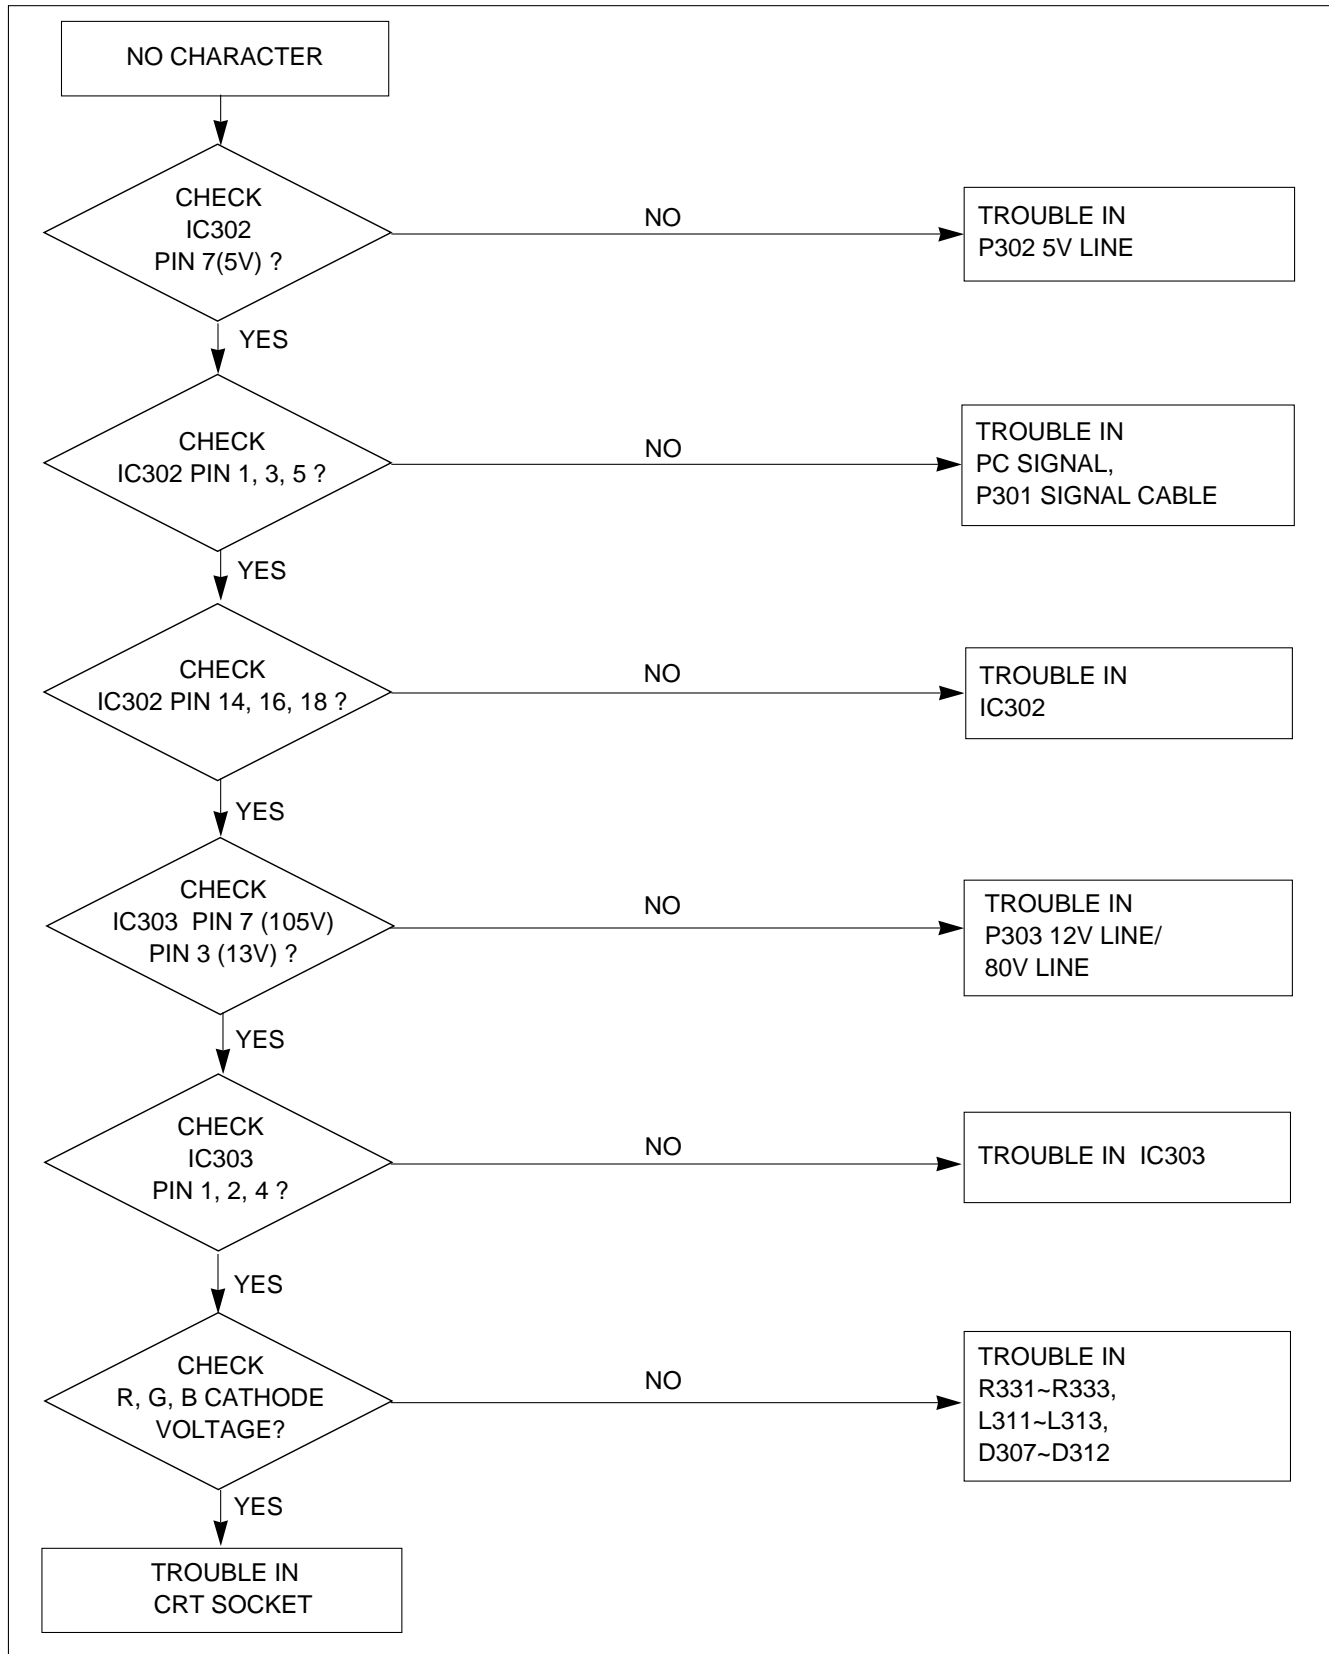 NO CHARACTER
CHECK
IC302
PIN 7(5V) ?
NO
TROUBLE IN
P302 5V LINE
YES
CHECK
IC302 PIN 1, 3, 5 ?
NO
TROUBLE IN
PC SIGNAL,
P301 SIGNAL CABLE
YES
CHECK
IC302 PIN 14, 16, 18 ?
NO
TROUBLE IN
IC302
YES
CHECK
IC303 PIN 7 (105V)
PIN 3 (13V) ?
NO
TROUBLE IN
P303 12V LINE/
80V LINE
YES
CHECK
IC303
PIN 1, 2, 4 ?
NO
TROUBLE IN IC303
YES
CHECK
R, G, B CATHODE
VOLTAGE?
NO
TROUBLE IN
R331~R333,
L311~L313,
D307~D312
YES
TROUBLE IN
CRT SOCKET